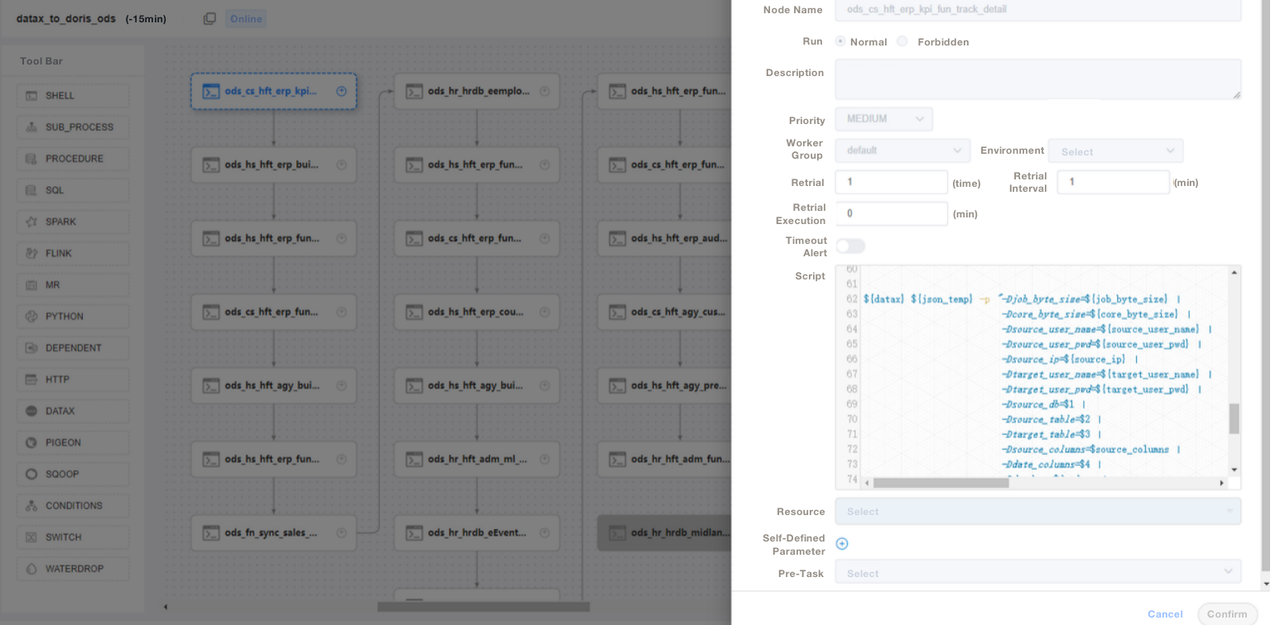 datax_to_doris_ods (-15min) Online
Tool Bar
SHELL
SUB_PROCESS
PROCEDURE
SQL
SPARK
FLINK
MR
PYTHON
DEPENDENT
HTTP
DATAX
PIGEON
SQOOP
CONDITIONS
SWITCH
WATERDROP
ods_cs_hft_erp_kpi... ods_hr_hrdb_eemplo... ods_hs_hft_erp_fun...
ods_hs_hft_erp_bui... ods_hs_hft_erp_fun... ods_cs_hft_erp_fun...
ods_hs_hft_erp_fun... ods_cs_hft_erp_fun... ods_hs_hft_erp_aud...
ods_cs_hft_erp_fun... ods_hs_hft_erp_cou... ods_cs_hft_agy_cus...
ods_hs_hft_agy_bui... ods_hs_hft_agy_bui... ods_hs_hft_agy_pre...
ods_hs_hft_erp_fun... ods_hr_hft_adm_ml_... ods_hr_hft_adm_fun...
ods_fn_sync_sales_... ods_hr_hrdb_eEvent... ods_hr_hrdb_midlan...
Node Name ods_cs_hft_erp_kpi_fun_track_detail
Run Normal Forbidden
Description
Priority MEDIUM
Worker Group default Environment Select
Retrial 1 (time) Retrial Interval 1 (min)
Retrial Execution 0 (min)
Timeout Alert
Script
60
61
62 ${datax} ${json_temp} -p "-Djob_byte_size=${job_byte_size} |
63 -Dcore_byte_size=${core_byte_size} |
64 -Dsource_user_name=${source_user_name} |
65 -Dsource_user_pwd=${source_user_pwd} |
66 -Dsource_ip=${source_ip} |
67 -Dtarget_user_name=${target_user_name} |
68 -Dtarget_user_pwd=${target_user_pwd} |
69 -Dsource_db=$1 |
70 -Dsource_table=$2 |
71 -Dtarget_table=$3 |
72 -Dsource_columns=$source_columns |
73 -Ddate_columns=$4 |
74
Resource Select
Self-Defined Parameter
Pre-Task Select
Cancel Confirm